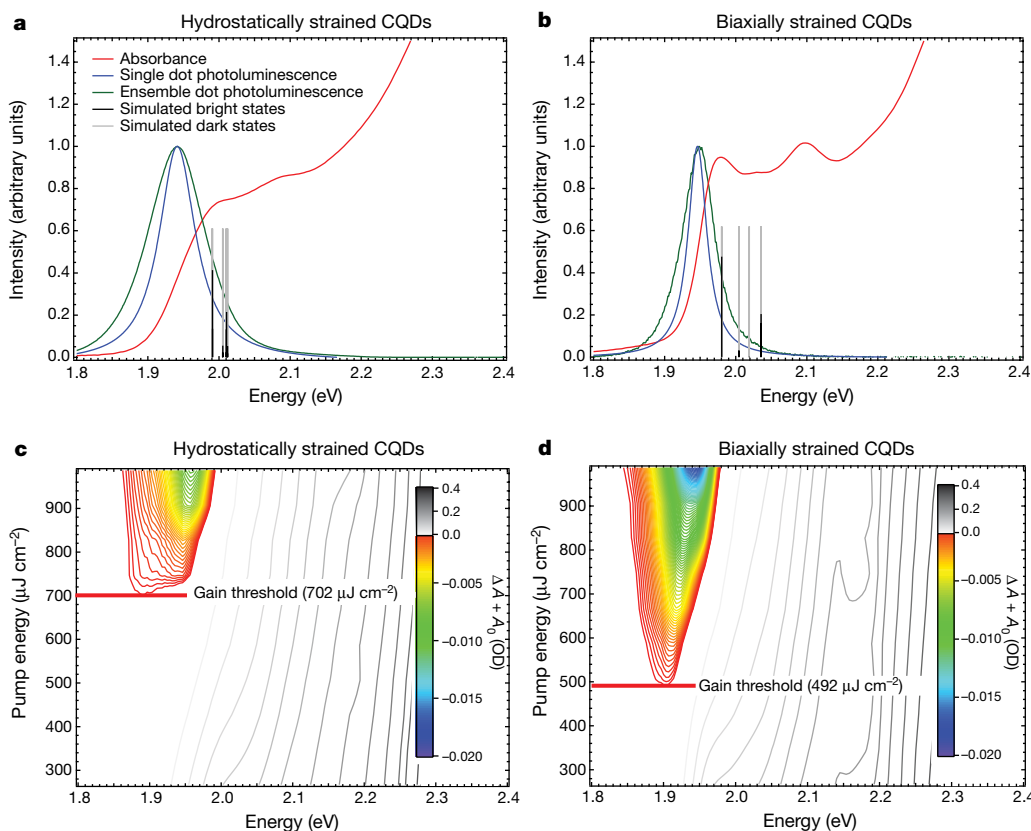 a
Hydrostatically strained CQDs
Intensity (arbitrary units)
1.4
1.2
1.0
0.8
0.6
0.4
0.2
0.0
Absorbance
Single dot photoluminescence
Ensemble dot photoluminescence
Simulated bright states
Simulated dark states
1.8 1.9 2.0 2.1 2.2 2.3 2.4
Energy (eV)
b
Biaxially strained CQDs
Intensity (arbitrary units)
1.4
1.2
1.0
0.8
0.6
0.4
0.2
0.0
1.8 1.9 2.0 2.1 2.2 2.3 2.4
Energy (eV)
c
Hydrostatically strained CQDs
Pump energy (μJ cm⁻²)
900
800
700
600
500
400
300
Gain threshold (702 μJ cm⁻²)
0.4
0.2
0.0
−0.005
−0.010
−0.015
−0.020
ΔA + A₀ (OD)
1.8 1.9 2.0 2.1 2.2 2.3 2.4
Energy (eV)
d
Biaxially strained CQDs
Pump energy (μJ cm⁻²)
900
800
700
600
500
400
300
Gain threshold (492 μJ cm⁻²)
0.4
0.2
0.0
−0.005
−0.010
−0.015
−0.020
ΔA + A₀ (OD)
1.8 1.9 2.0 2.1 2.2 2.3 2.4
Energy (eV)